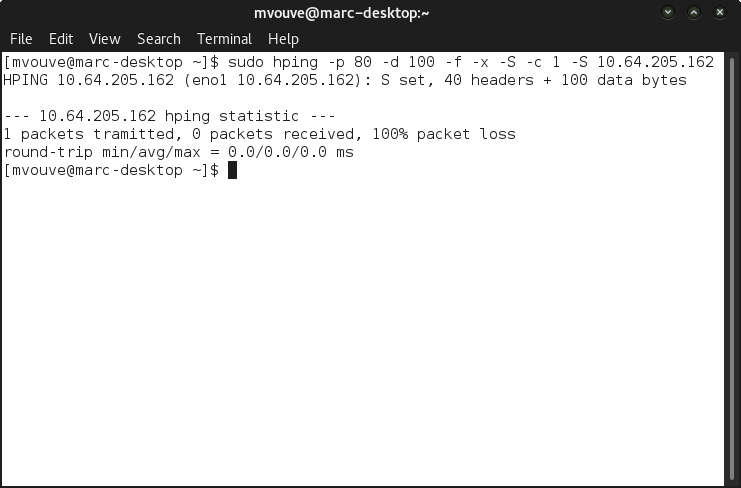 mvouve@marc-desktop:~
File Edit View Search Terminal Help
[mvouve@marc-desktop ~]$ sudo hping -p 80 -d 100 -f -x -S -c 1 -S 10.64.205.162
HPING 10.64.205.162 (eno1 10.64.205.162): S set, 40 headers + 100 data bytes
--- 10.64.205.162 hping statistic ---
1 packets tramitted, 0 packets received, 100% packet loss
round-trip min/avg/max = 0.0/0.0/0.0 ms
[mvouve@marc-desktop ~]$